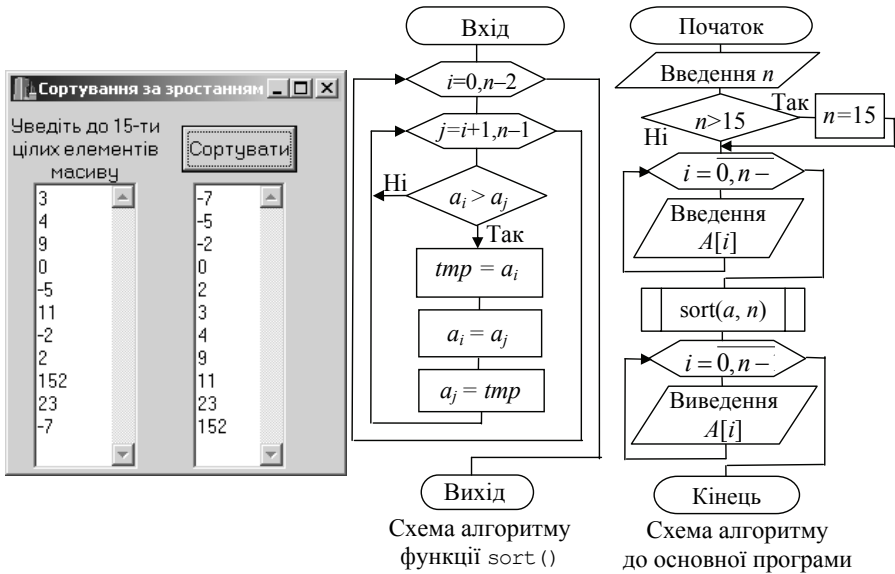 Сортування за зростанням
Уведіть до 15-ти
цілих елементів
масиву
Сортувати
3
4
9
0
-5
11
-2
2
152
23
-7
-7
-5
-2
0
2
3
4
9
11
23
152
Вхід
i=0,n–2
j=i+1,n–1
Ні
aᵢ > aⱼ
Так
tmp = aᵢ
aᵢ = aⱼ
aⱼ = tmp
Вихід
Схема алгоритму
функції sort()
Початок
Введення n
Так
n>15
n=15
Ні
i = 0, n –
Введення
A[i]
sort(a, n)
i = 0, n –
Виведення
A[i]
Кінець
Схема алгоритму
до основної програми